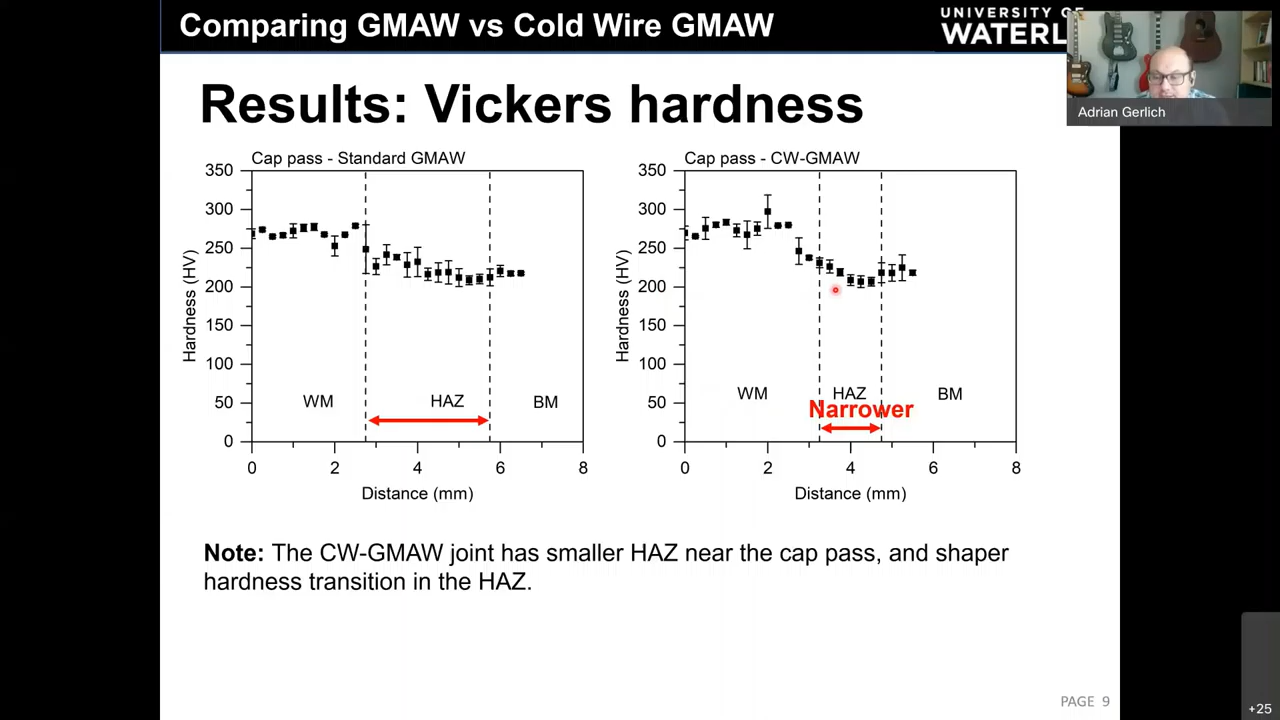 Comparing GMAW vs Cold Wire GMAW
UNIVERSITY OF
WATERL
Adrian Gerlich
Results: Vickers hardness
Cap pass - Standard GMAW
350
300
250
200
150
100
50
0
Hardness (HV)
WM
HAZ
BM
0 2 4 6 8
Distance (mm)
Cap pass - CW-GMAW
350
300
250
200
150
100
50
0
Hardness (HV)
WM
HAZ
BM
Narrower
0 2 4 6 8
Distance (mm)
Note: The CW-GMAW joint has smaller HAZ near the cap pass, and shaper
hardness transition in the HAZ.
PAGE 9
+25